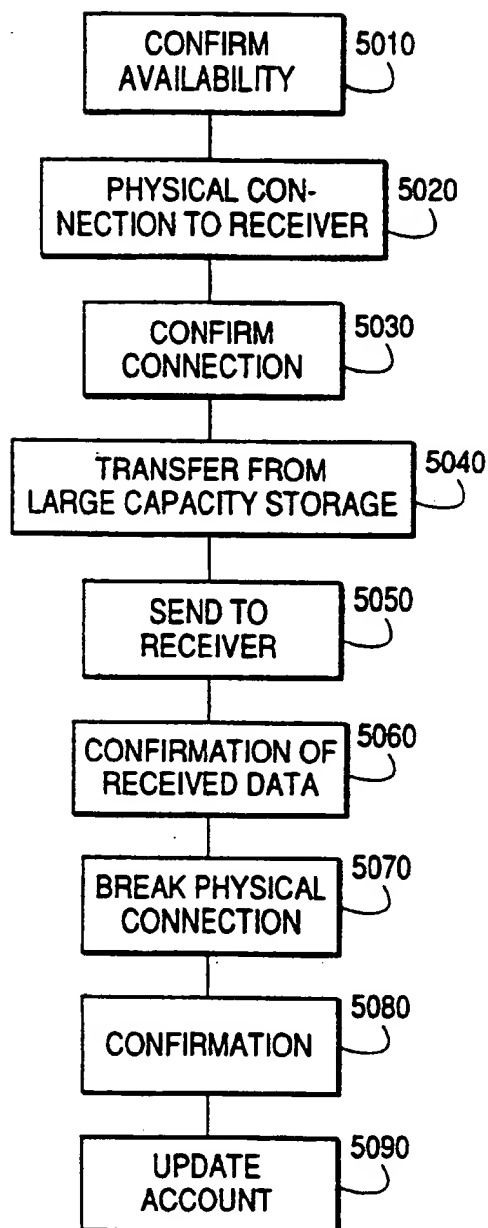 CONFIRM
AVAILABILITY
5010
PHYSICAL CON-
NECTION TO RECEIVER
5020
CONFIRM
CONNECTION
5030
TRANSFER FROM
LARGE CAPACITY STORAGE
5040
SEND TO
RECEIVER
5050
CONFIRMATION OF
RECEIVED DATA
5060
BREAK PHYSICAL
CONNECTION
5070
CONFIRMATION
5080
UPDATE
ACCOUNT
5090